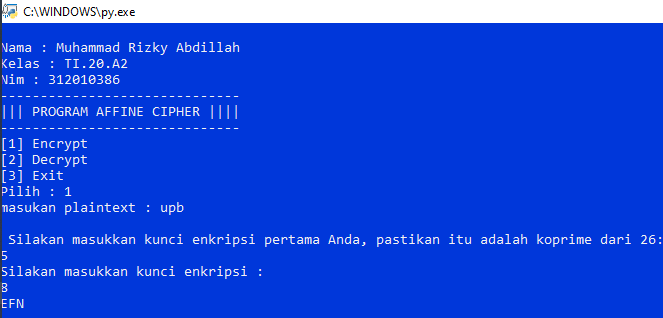 C:\WINDOWS\py.exe
Nama : Muhammad Rizky Abdillah
Kelas : TI.20.A2
Nim : 312010386
------------------------------
||| PROGRAM AFFINE CIPHER ||||
------------------------------
[1] Encrypt
[2] Decrypt
[3] Exit
Pilih : 1
masukan plaintext : upb
Silakan masukkan kunci enkripsi pertama Anda, pastikan itu adalah koprime dari 26:
5
Silakan masukkan kunci enkripsi :
8
EFN